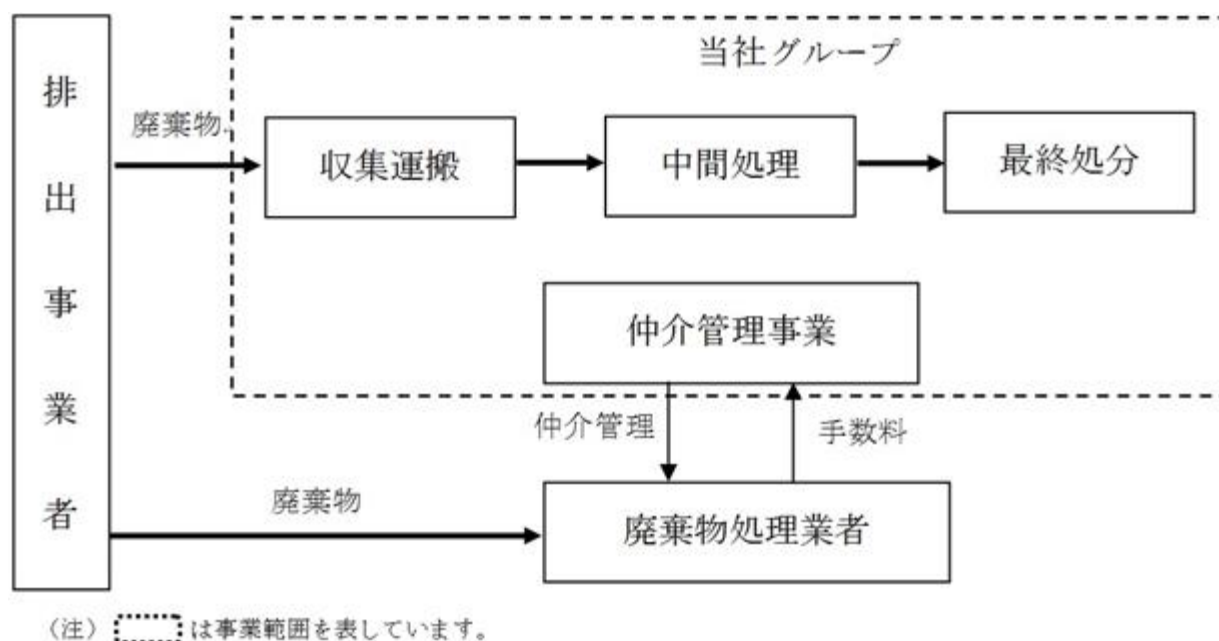 当社グループ
排出事業者
廃棄物
収集運搬
中間処理
最終処分
仲介管理事業
仲介管理
手数料
廃棄物
廃棄物処理業者
（注） は事業範囲を表しています。